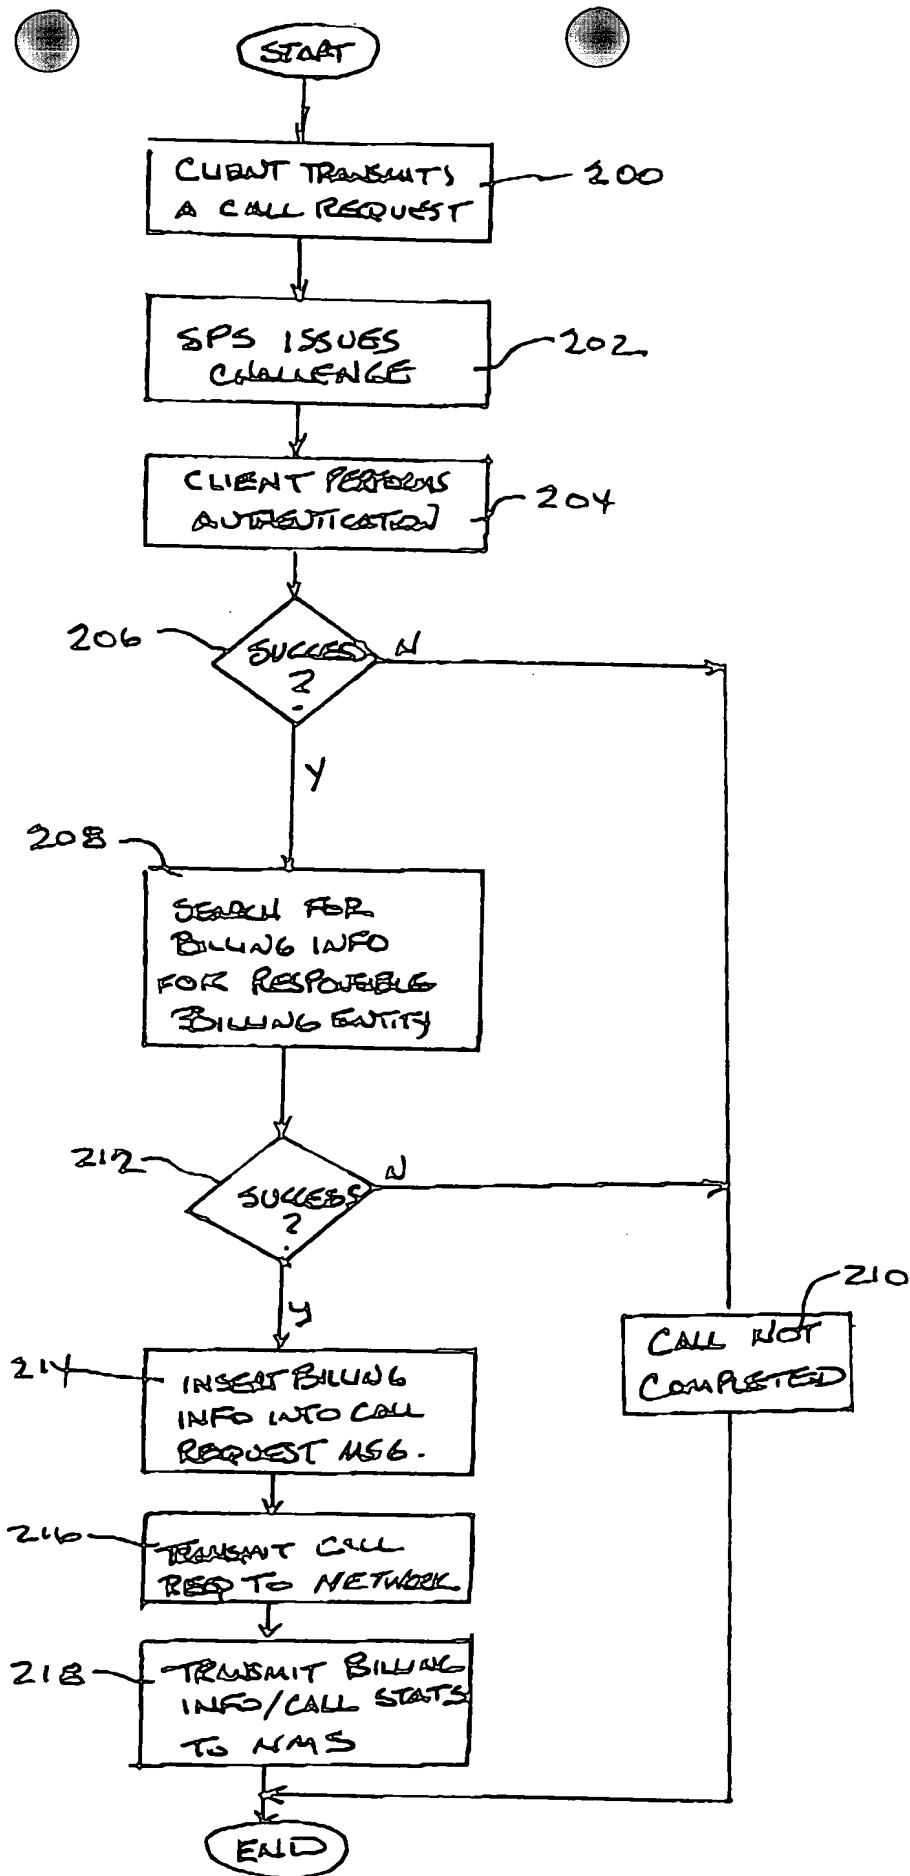 START
CLIENT TRANSMITS
A CALL REQUEST
200
SPS ISSUES
CHALLENGE
202
CLIENT PERFORMS
AUTHENTICATION
204
206
SUCCESS
?
N
Y
208
SEARCH FOR
BILLING INFO
FOR RESPONSIBLE
BILLING ENTITY
212
SUCCESS
?
N
Y
210
CALL NOT
COMPLETED
214
INSERT BILLING
INFO INTO CALL
REQUEST MSG.
216
TRANSMIT CALL
REQ TO NETWORK
218
TRANSMIT BILLING
INFO/CALL STATS
TO NMS
END